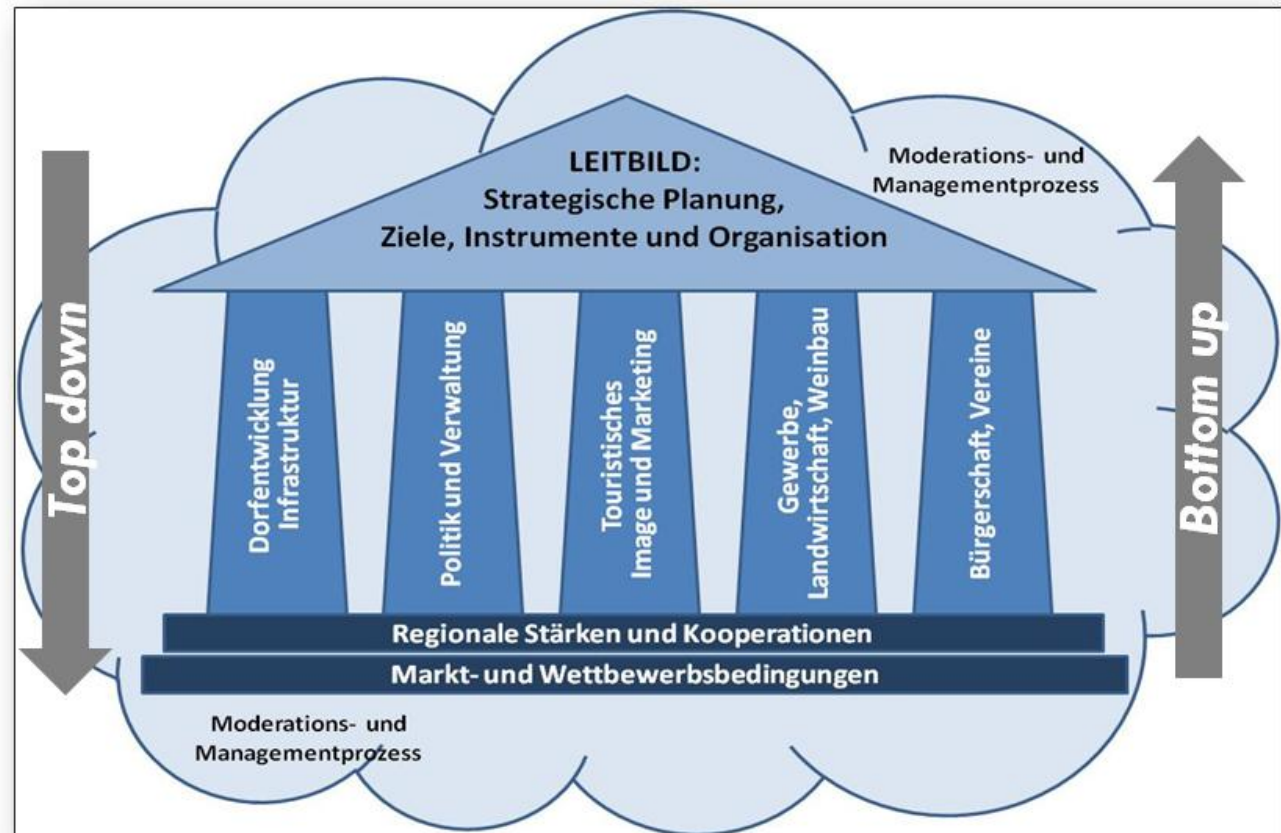 LEITBILD:
Strategische Planung,
Ziele, Instrumente und Organisation
Moderations- und
Managementprozess
Top down
Dorfentwicklung
Infrastruktur
Politik und Verwaltung
Touristisches
Image und Marketing
Gewerbe,
Landwirtschaft, Weinbau
Bürgerschaft, Vereine
Bottom up
Regionale Stärken und Kooperationen
Markt- und Wettbewerbsbedingungen
Moderations- und
Managementprozess